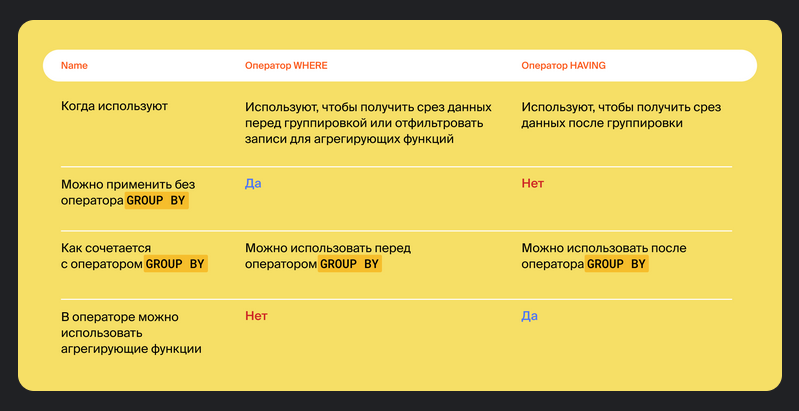 Name
Оператор WHERE
Оператор HAVING
Когда используют
Используют, чтобы получить срез данных
перед группировкой или отфильтровать
записи для агрегирующих функций
Используют, чтобы получить срез
данных после группировки
Можно применить без
оператора GROUP BY
Да
Нет
Как сочетается
с оператором GROUP BY
Можно использовать перед
оператором GROUP BY
Можно использовать после
оператора GROUP BY
В операторе можно
использовать
агрегирующие функции
Нет
Да